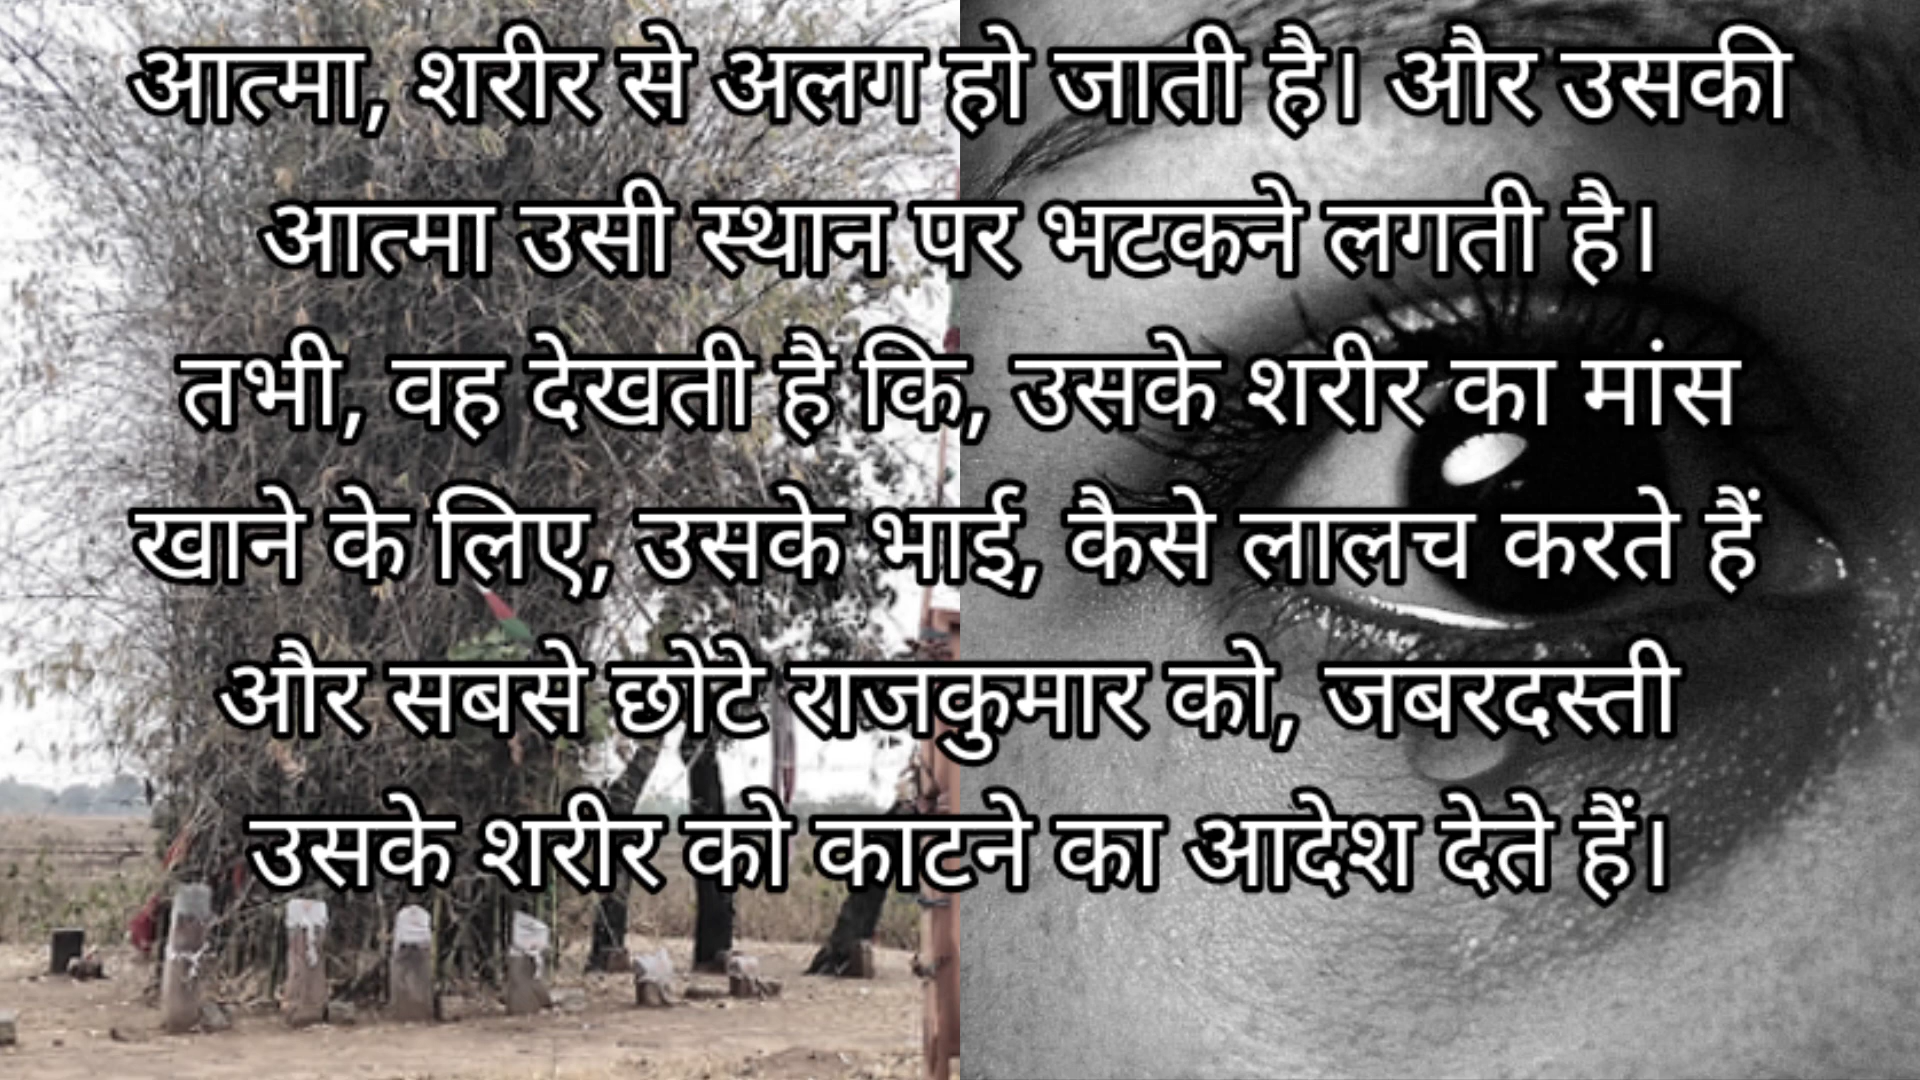 आत्मा, शरीर से अलग हो जाती है। और उसकी
आत्मा उसी स्थान पर भटकने लगती है।
तभी, वह देखती है कि, उसके शरीर का मांस
खाने के लिए, उसके भाई, कैसे लालच करते हैं
और सबसे छोटे राजकुमार को, जबरदस्ती
उसके शरीर को काटने का आदेश देते हैं।